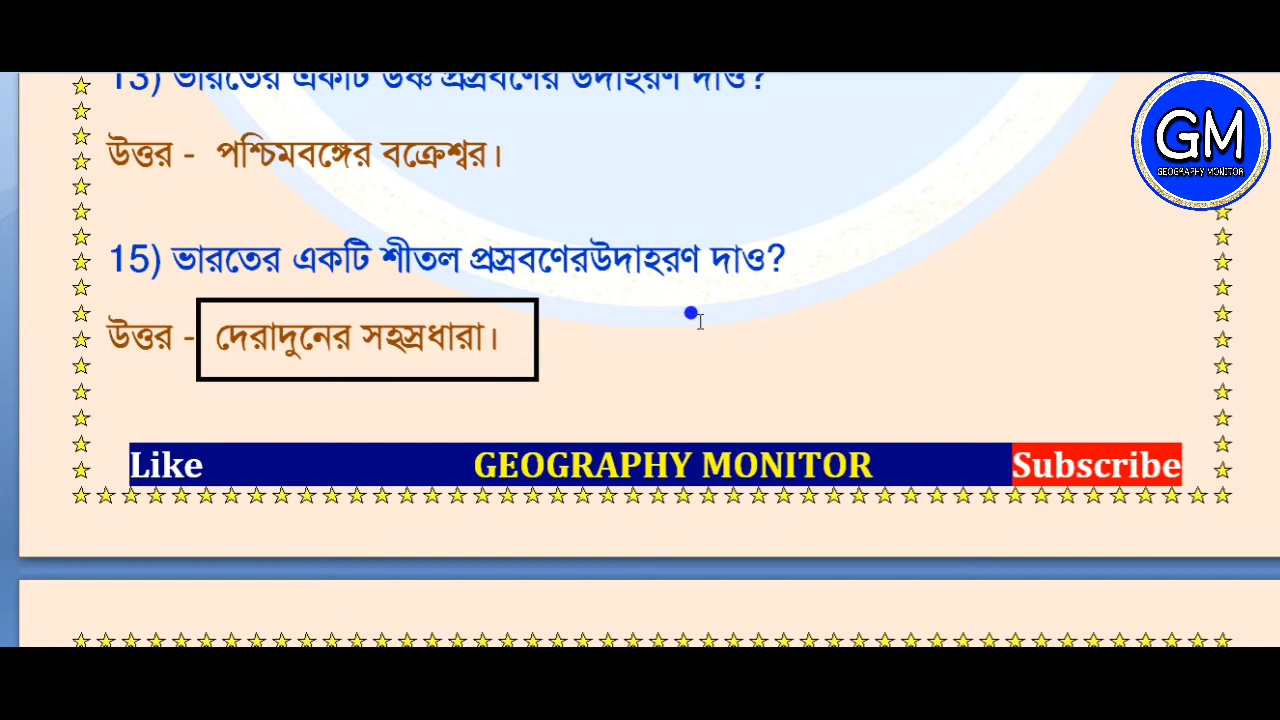 13) ভারতের একটি উষ্ণ প্রস্রবণের উদাহরণ দাও?
GM
GEOGRAPHY MONITOR
উত্তর - পশ্চিমবঙ্গের বক্রেশ্বর।
15) ভারতের একটি শীতল প্রস্রবণেরউদাহরণ দাও?
উত্তর - দেরাদুনের সহস্রধারা।
Like GEOGRAPHY MONITOR Subscribe